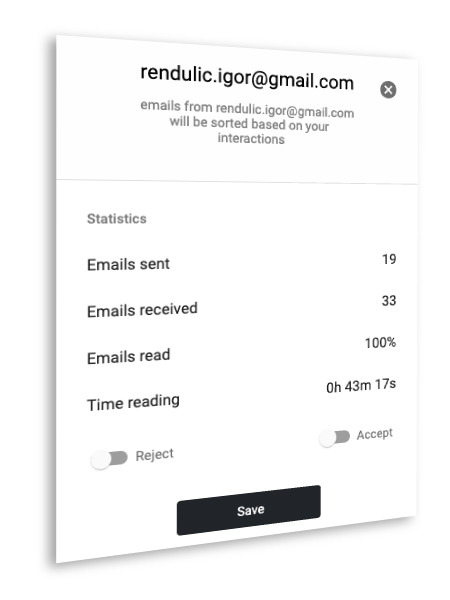 rendulic.igor@gmail.com
emails from rendulic.igor@gmail.com
will be sorted based on your
interactions
Statistics
Emails sent 19
Emails received 33
Emails read 100%
Time reading 0h 43m 17s
Reject Accept
Save